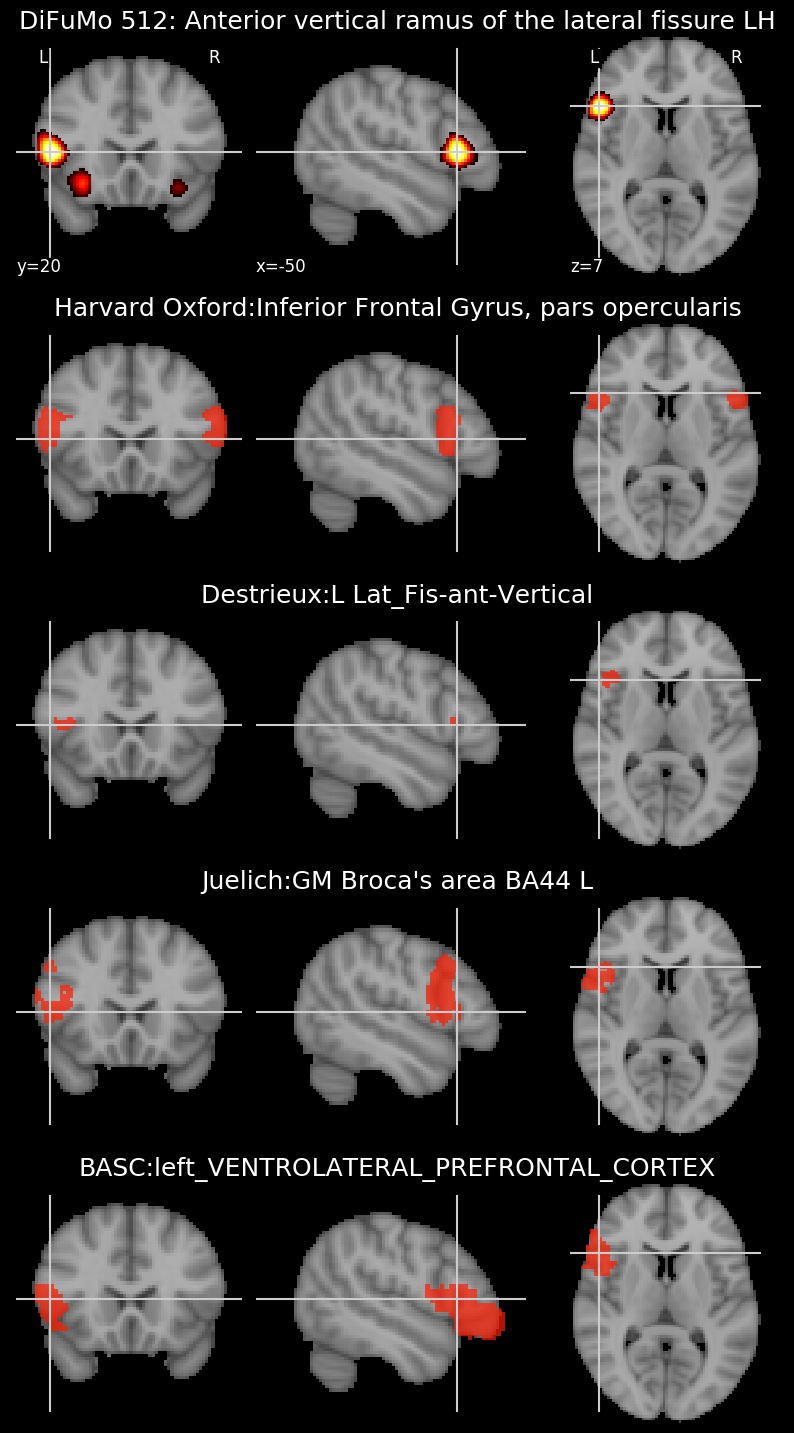 DiFuMo 512: Anterior vertical ramus of the lateral fissure LH
L R L R
y=20 x=-50 z=7
Harvard Oxford:Inferior Frontal Gyrus, pars opercularis
Destrieux:L Lat_Fis-ant-Vertical
Juelich:GM Broca's area BA44 L
BASC:left_VENTROLATERAL_PREFRONTAL_CORTEX